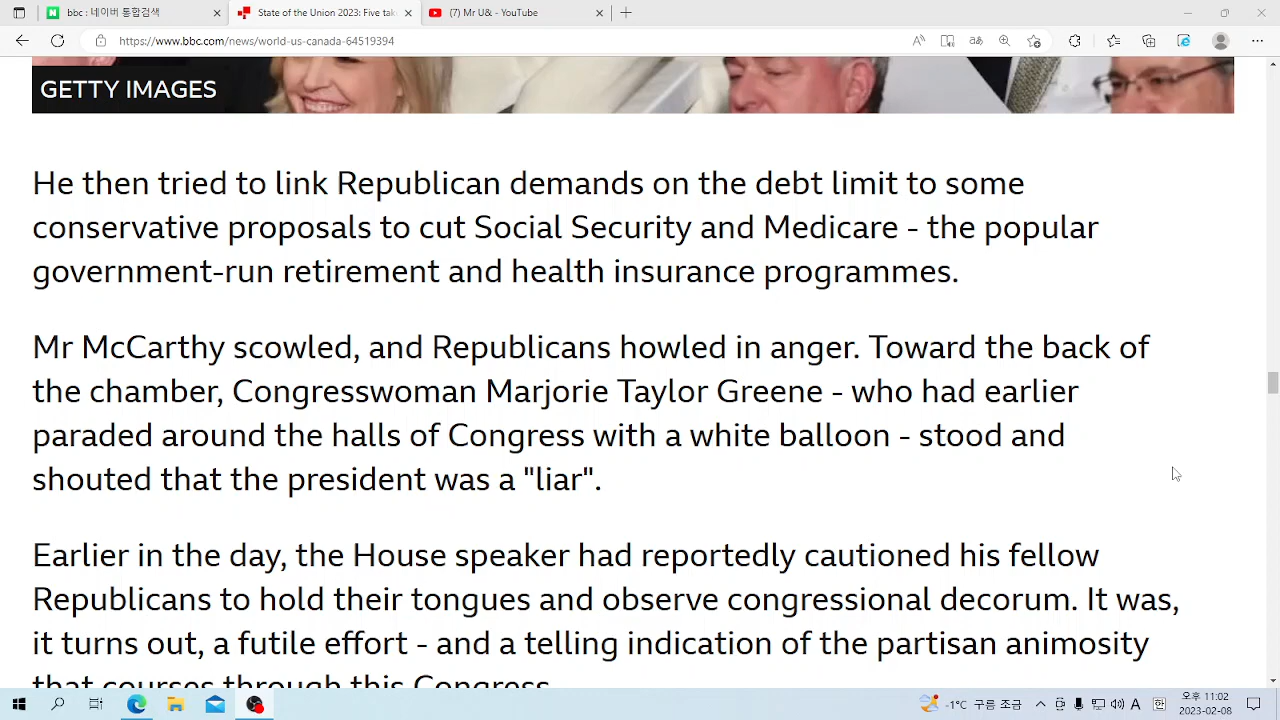 bbc : 네이버 통합검색
State of the Union 2023: Five tak
(7) Mr U& - YouTube
https://www.bbc.com/news/world-us-canada-64519394
GETTY IMAGES
He then tried to link Republican demands on the debt limit to some
conservative proposals to cut Social Security and Medicare - the popular
government-run retirement and health insurance programmes.
Mr McCarthy scowled, and Republicans howled in anger. Toward the back of
the chamber, Congresswoman Marjorie Taylor Greene - who had earlier
paraded around the halls of Congress with a white balloon - stood and
shouted that the president was a "liar".
Earlier in the day, the House speaker had reportedly cautioned his fellow
Republicans to hold their tongues and observe congressional decorum. It was,
it turns out, a futile effort - and a telling indication of the partisan animosity
that courses through this Congress.
-1°C 구름 조금
A
한
오후 11:02
2023-02-08